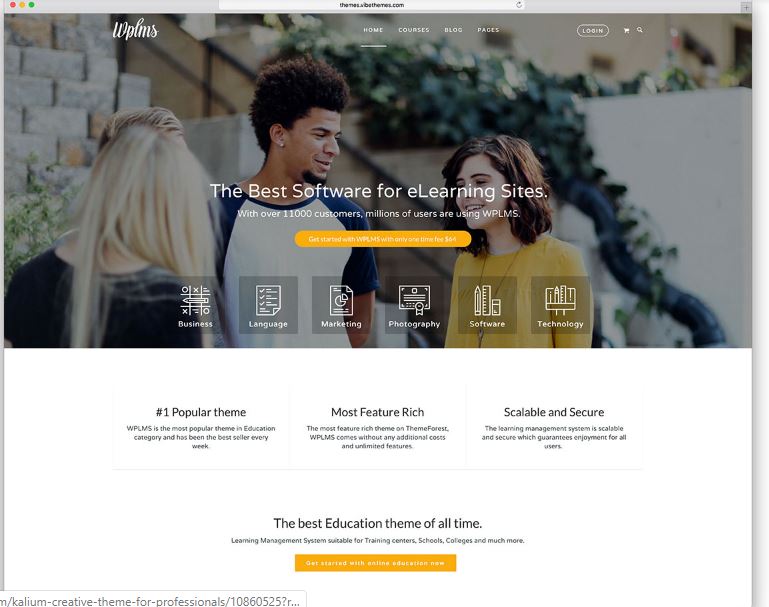 themes.vibethemes.com
Wplms
HOME COURSES BLOG PAGES LOGIN
The Best Software for eLearning Sites.
With over 11000 customers, millions of users are using WPLMS.
Get started with WPLMS with only one time fee $64
Business Language Marketing Photography Software Technology
#1 Popular theme
WPLMS is the most popular theme in Education
category and has been the best seller every
week.
Most Feature Rich
The most feature rich theme on ThemeForest,
WPLMS comes without any additional costs
and unlimited features.
Scalable and Secure
The learning management system is scalable
and secure which guarantees enjoyment for all
users.
The best Education theme of all time.
Learning Management System suitable for Training centers, Schools, Colleges and much more.
Get started with online education now
m/kalium-creative-theme-for-professionals/10860525?r...